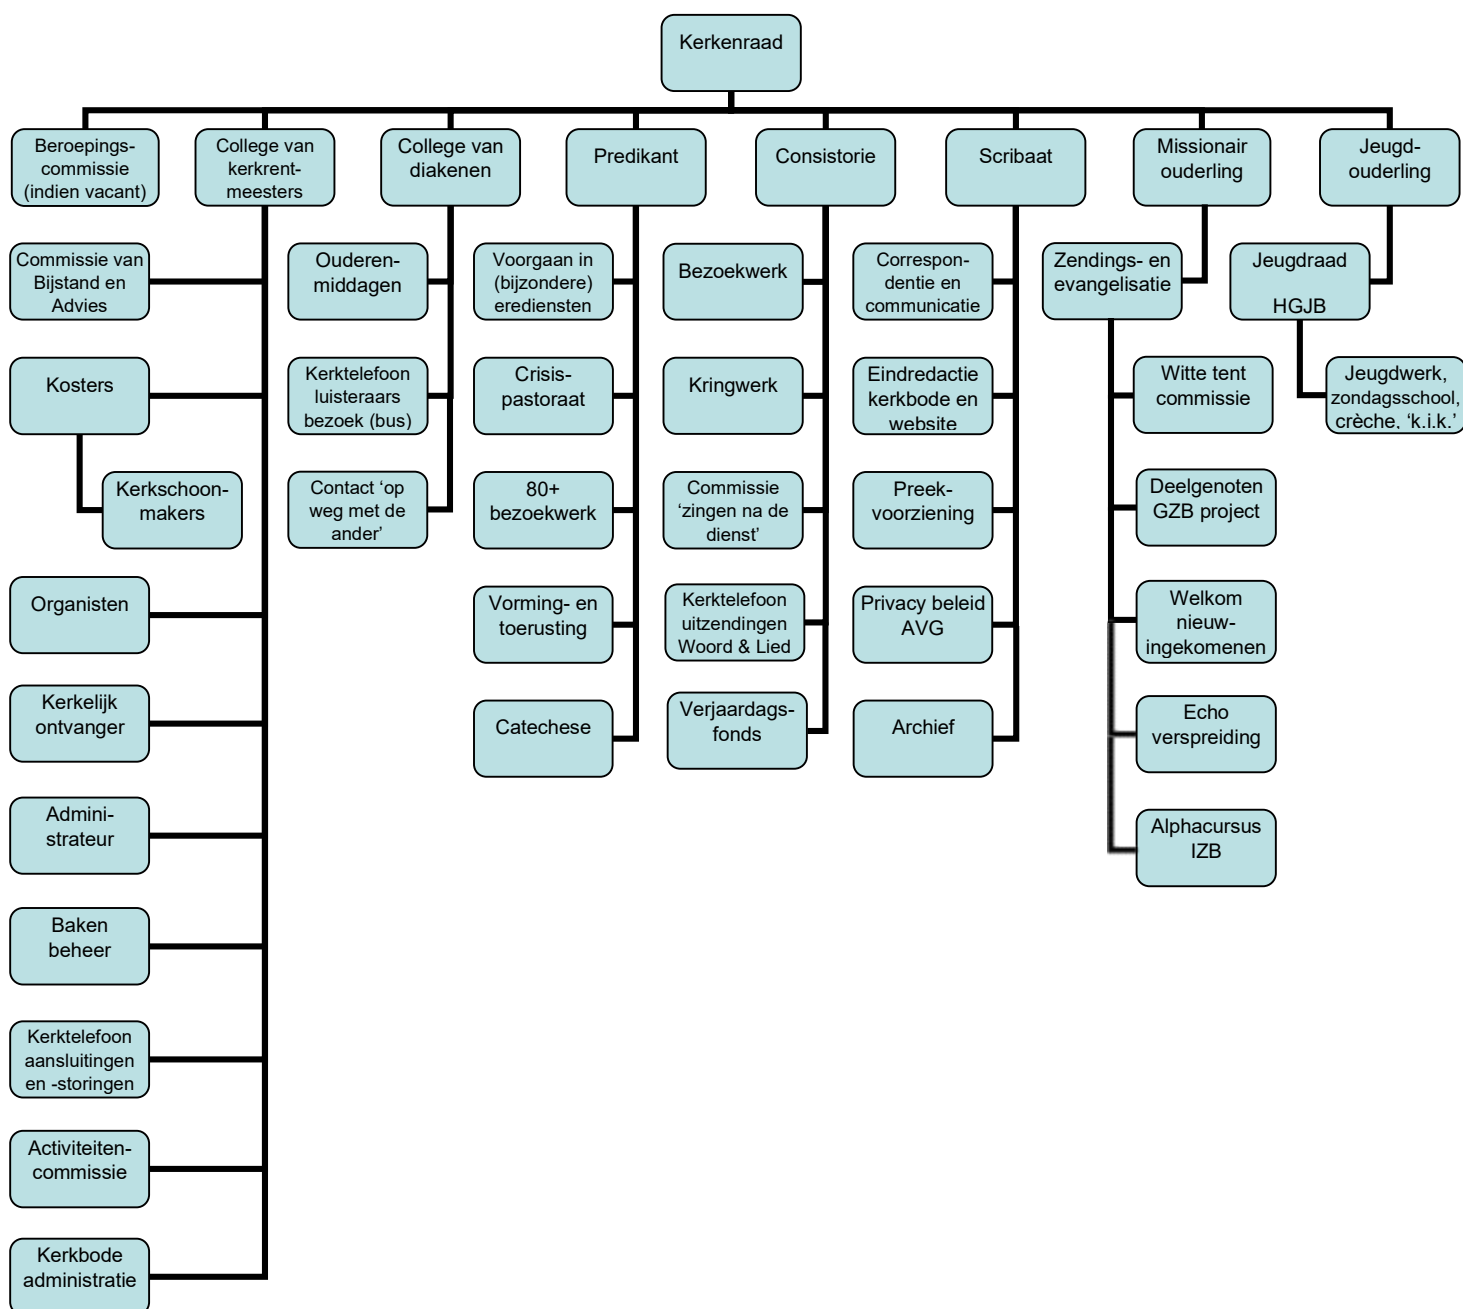 Kerkenraad
Beroepings-
commissie
(indien vacant)
College van
kerkrent-
meesters
College van
diakenen
Predikant
Consistorie
Scribaat
Missionair
ouderling
Jeugd-
ouderling
Commissie van
Bijstand en
Advies
Ouderen-
middagen
Voorgaan in
(bijzondere)
erediensten
Bezoekwerk
Correspon-
dentie en
communicatie
Zendings- en
evangelisatie
Jeugdraad
HGJB
Kosters
Kerktelefoon
luisteraars
bezoek (bus)
Crisis-
pastoraat
Kringwerk
Eindredactie
kerkbode en
website
Witte tent
commissie
Jeugdwerk,
zondagsschool,
crèche, ‘k.i.k.’
Kerkschoon-
makers
Contact ‘op
weg met de
ander’
80+
bezoekwerk
Commissie
‘zingen na de
dienst’
Preek-
voorziening
Deelgenoten
GZB project
Organisten
Vorming- en
toerusting
Kerktelefoon
uitzendingen
Woord & Lied
Privacy beleid
AVG
Welkom
nieuw-
ingekomenen
Kerkelijk
ontvanger
Catechese
Verjaardags-
fonds
Archief
Echo
verspreiding
Admini-
strateur
Alphacursus
IZB
Baken
beheer
Kerktelefoon
aansluitingen
en -storingen
Activiteiten-
commissie
Kerkbode
administratie